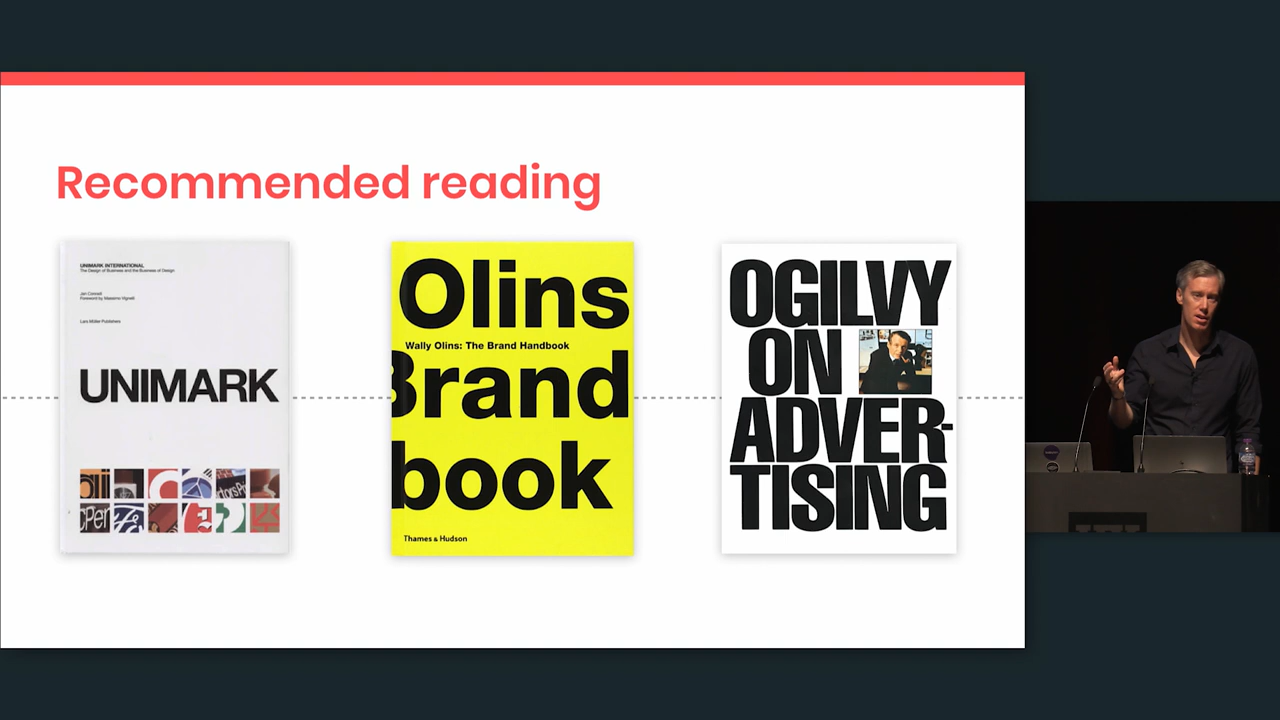 Recommended reading
UNIMARK INTERNATIONAL
The Design of Business and the Business of Design
Jan Conradi
Foreword by Massimo Vignelli
Lars Müller Publishers
UNIMARK
Olins
Wally Olins: The Brand Handbook
Brand
book
Thames & Hudson
OGILVY
ON
ADVER-
TISING